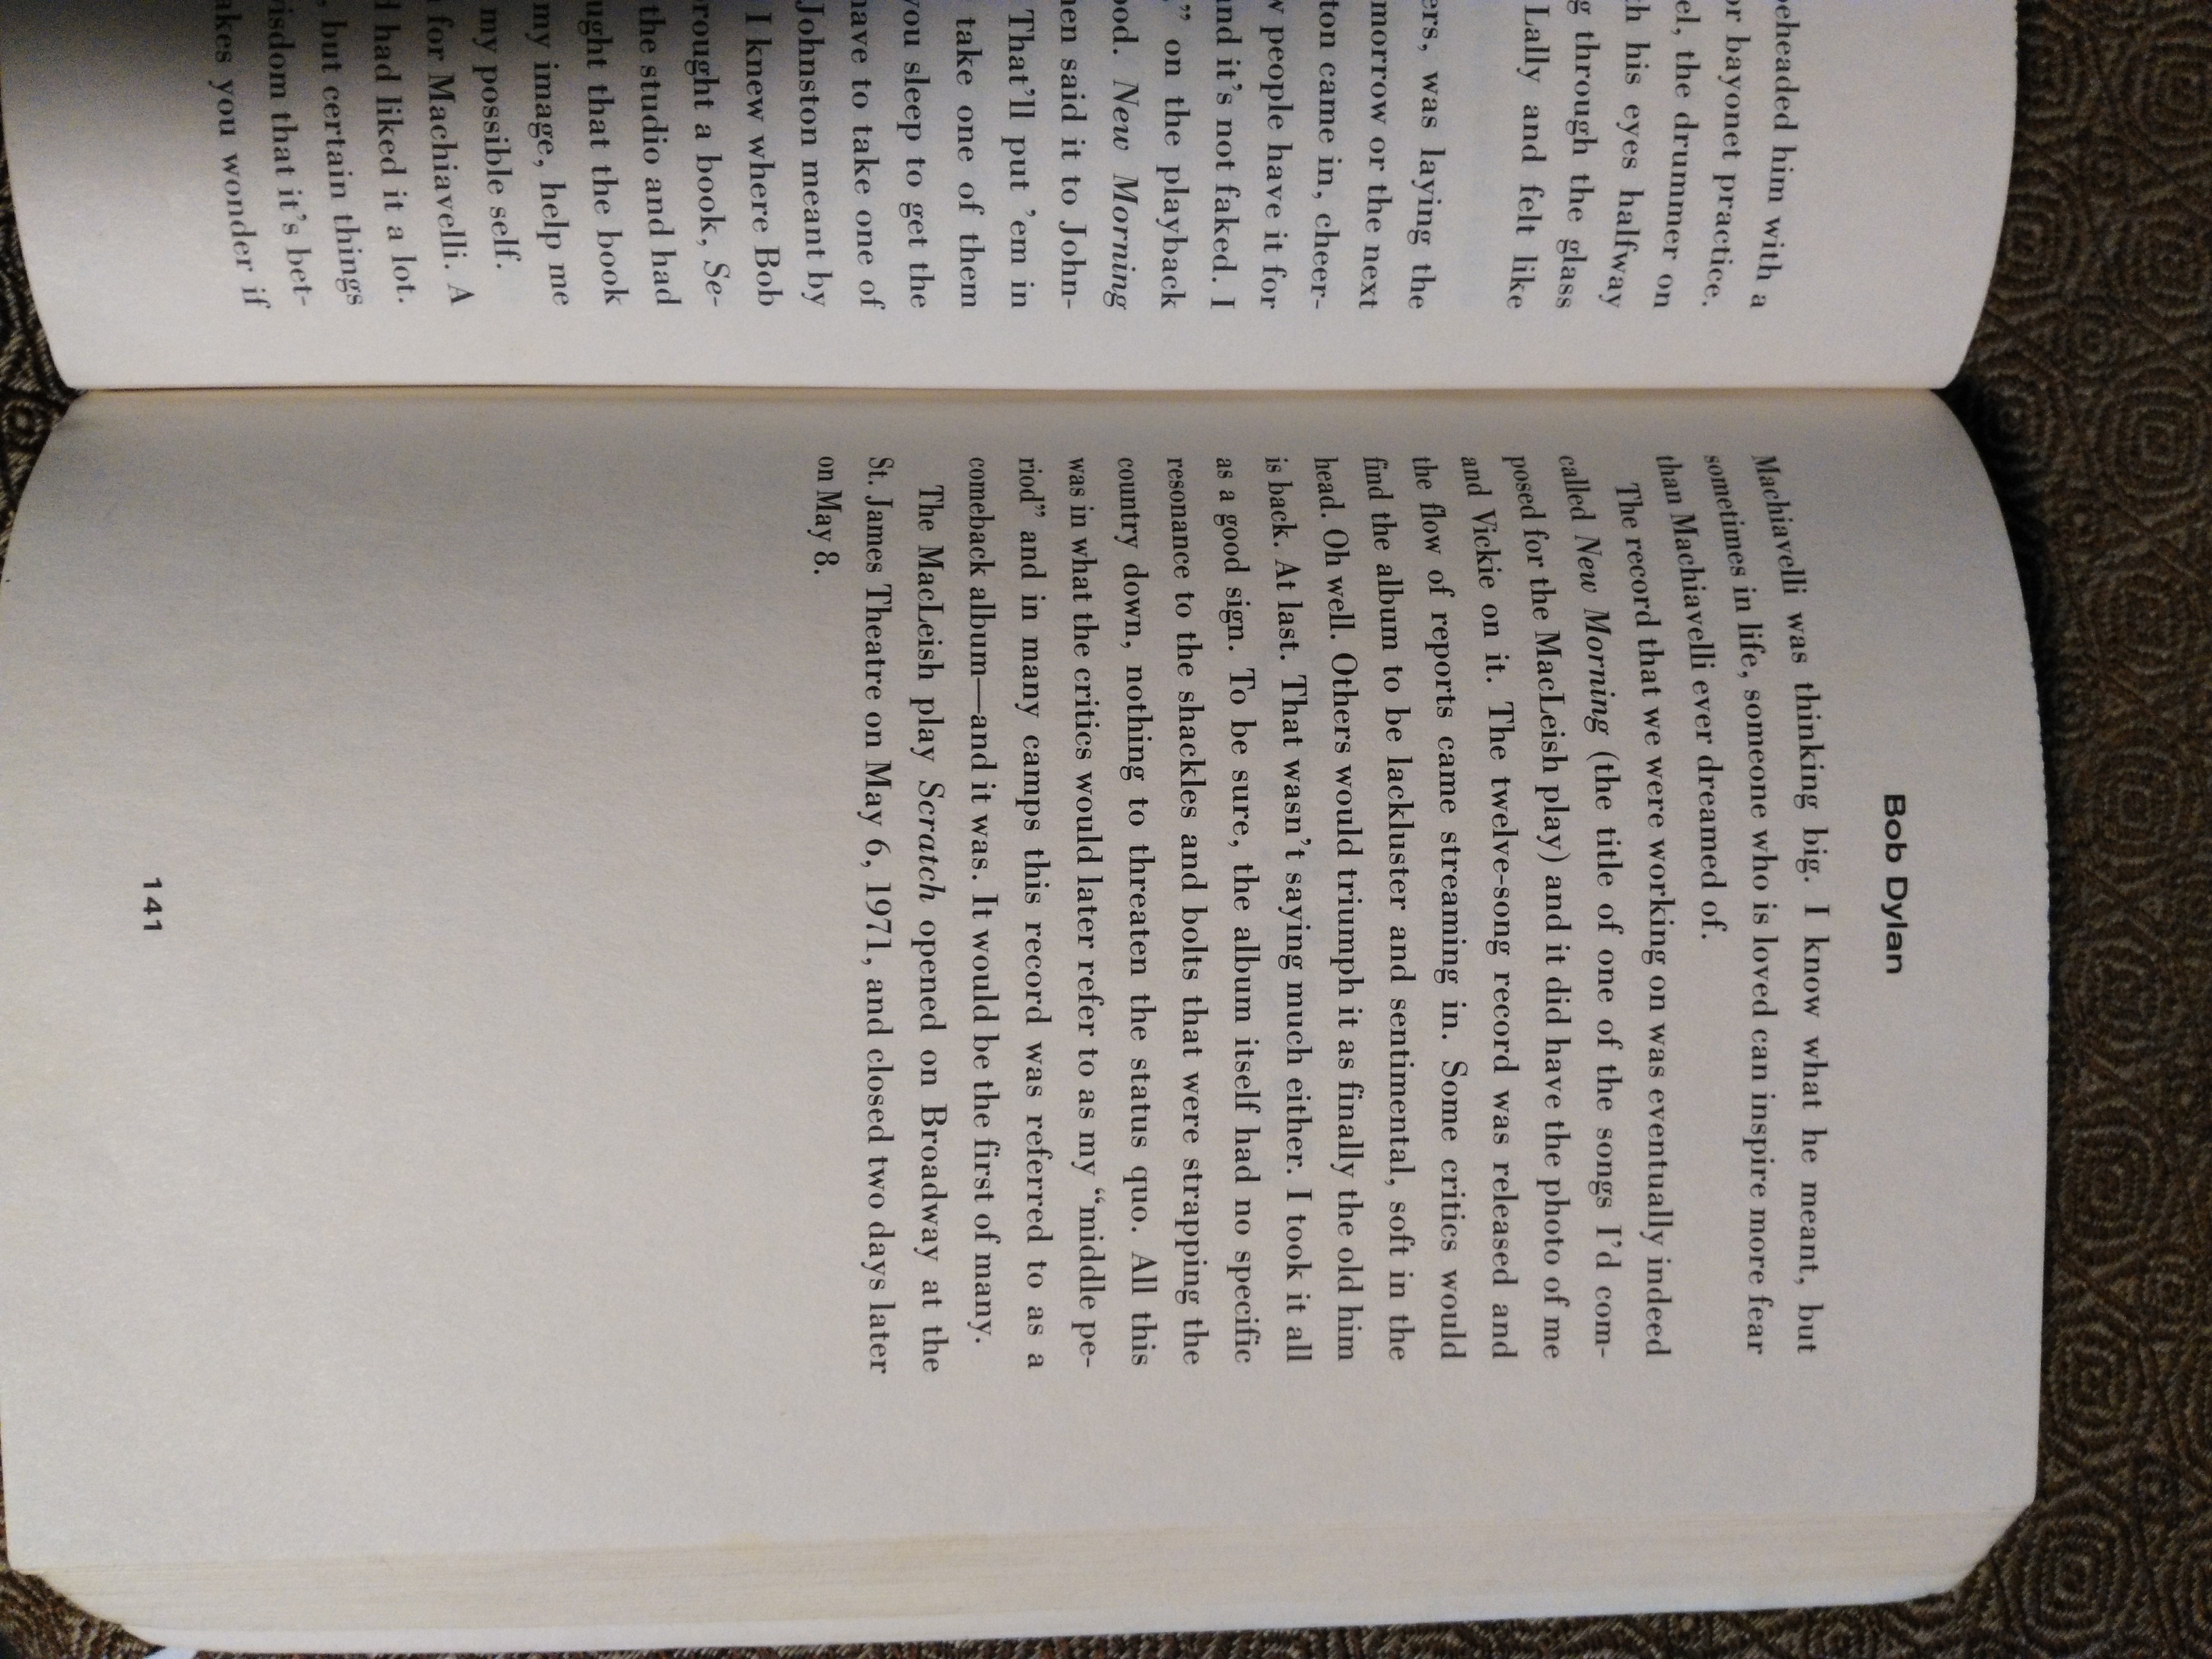 beheaded him with a
or bayonet practice.
el, the drummer on
ch his eyes halfway
g through the glass
Lally and felt like
ers, was laying the
morrow or the next
ton came in, cheer-
w people have it for
and it's not faked. I
,” on the playback
ood. New Morning
hen said it to John-
That'll put ’em in
take one of them
you sleep to get the
have to take one of
Johnston meant by
I knew where Bob
rought a book, Se-
the studio and had
ught that the book
my image, help me
my possible self.
for Machiavelli. A
had liked it a lot.
, but certain things
isdom that it's bet-
akes you wonder if
Bob Dylan
Machiavelli was thinking big. I know what he meant, but
sometimes in life, someone who is loved can inspire more fear
than Machiavelli ever dreamed of.
The record that we were working on was eventually indeed
called New Morning (the title of one of the songs I'd com-
posed for the MacLeish play) and it did have the photo of me
and Vickie on it. The twelve-song record was released and
the flow of reports came streaming in. Some critics would
find the album to be lackluster and sentimental, soft in the
head. Oh well. Others would triumph it as finally the old him
is back. At last. That wasn't saying much either. I took it all
as a good sign. To be sure, the album itself had no specific
resonance to the shackles and bolts that were strapping the
country down, nothing to threaten the status quo. All this
was in what the critics would later refer to as my “middle pe-
riod” and in many camps this record was referred to as a
comeback album—and it was. It would be the first of many.
The MacLeish play Scratch opened on Broadway at the
St. James Theatre on May 6, 1971, and closed two days later
on May 8.
141